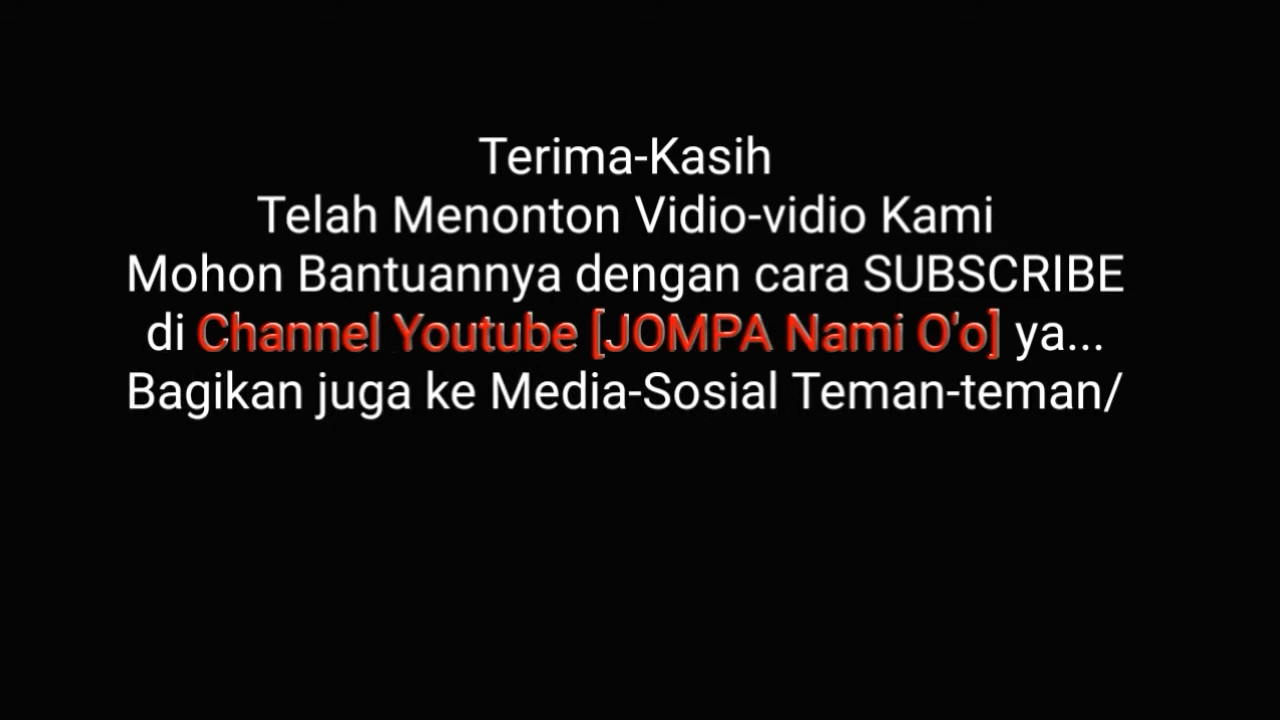 Terima-Kasih
Telah Menonton Vidio-vidio Kami
Mohon Bantuannya dengan cara SUBSCRIBE
di Channel Youtube [JOMPA Nami O'o] ya...
Bagikan juga ke Media-Sosial Teman-teman/